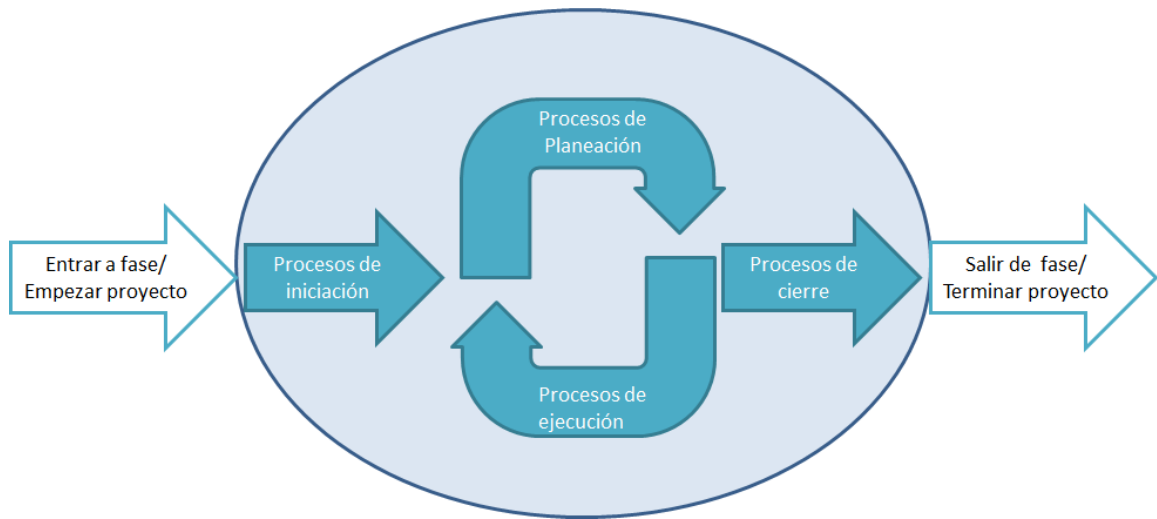 Entrar a fase/
Empezar proyecto
Procesos de
iniciación
Procesos de
Planeación
Procesos de
ejecución
Procesos de
cierre
Salir de fase/
Terminar proyecto